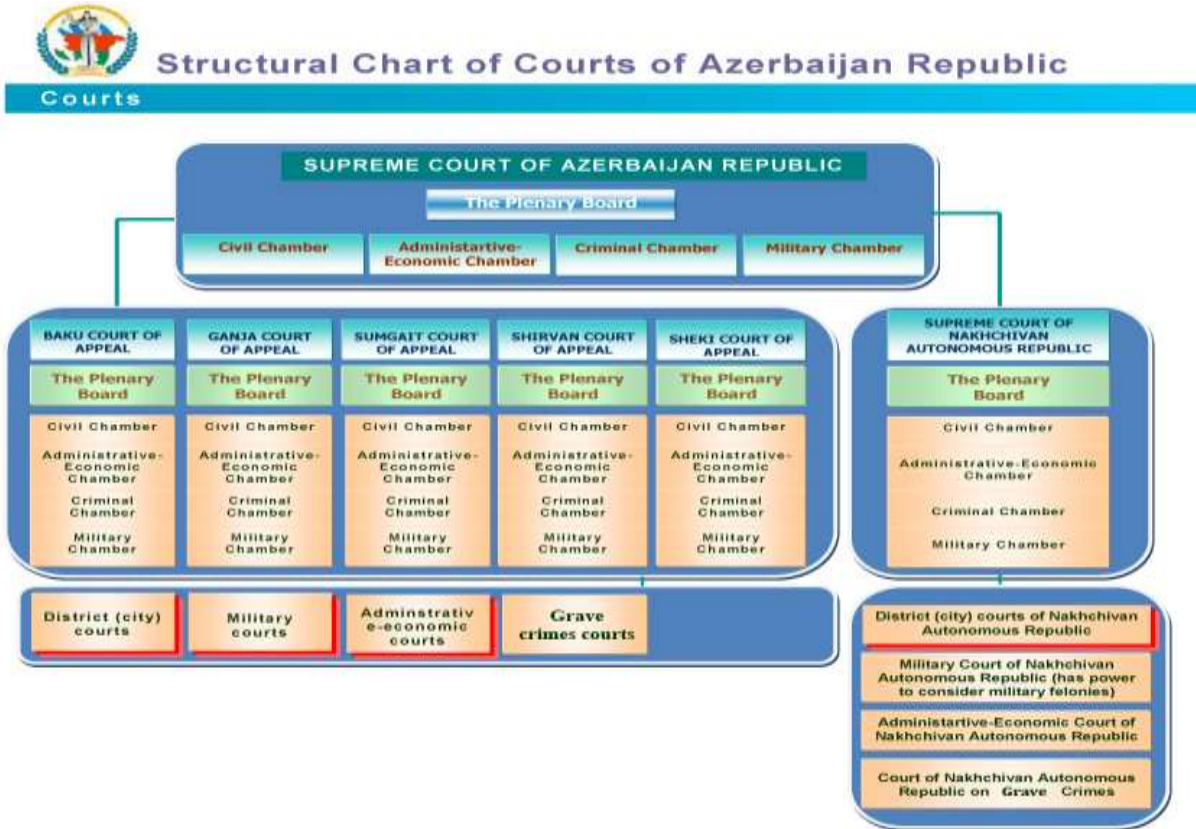 Structural Chart of Courts of Azerbaijan Republic
Courts
SUPREME COURT OF AZERBAIJAN REPUBLIC
The Plenary Board
Civil Chamber
Administartive-
Economic Chamber
Criminal Chamber
Military Chamber
BAKU COURT OF
APPEAL
The Plenary
Board
Civil Chamber
Administrative-
Economic
Chamber
Criminal
Chamber
Military
Chamber
GANJA COURT
OF APPEAL
The Plenary
Board
Civil Chamber
Administrative-
Economic
Chamber
Criminal
Chamber
Military
Chamber
SUMGAIT COURT
OF APPEAL
The Plenary
Board
Civil Chamber
Administrative-
Economic
Chamber
Criminal
Chamber
Military
Chamber
SHIRVAN COURT
OF APPEAL
The Plenary
Board
Civil Chamber
Administrative-
Economic
Chamber
Criminal
Chamber
Military
Chamber
SHEKI COURT OF
APPEAL
The Plenary
Board
Civil Chamber
Administrative-
Economic
Chamber
Criminal
Chamber
Military
Chamber
SUPREME COURT OF
NAKHCHIVAN
AUTONOMOUS REPUBLIC
The Plenary
Board
Civil Chamber
Administrative-Economic
Chamber
Criminal Chamber
Military Chamber
District (city)
courts
Military
courts
Adminstrativ
e-economic
courts
Grave
crimes courts
District (city) courts of Nakhchivan
Autonomous Republic
Military Court of Nakhchivan
Autonomous Republic (has power
to consider military felonies)
Administartive-Economic Court of
Nakhchivan Autonomous Republic
Court of Nakhchivan Autonomous
Republic on Grave Crimes